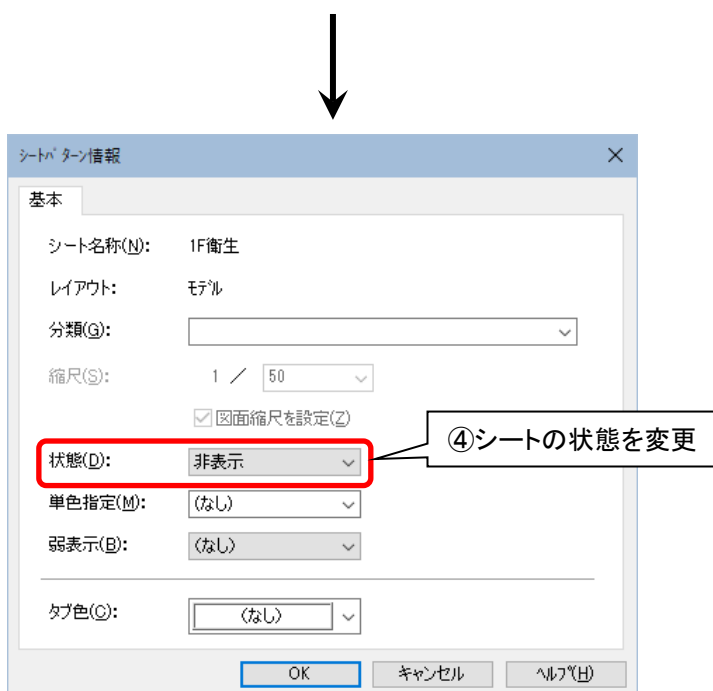 シートパターン情報
基本
シート名称(N): 1F衛生
レイアウト: モデル
分類(G):
縮尺(S): 1 / 50
図面縮尺を設定(Z)
状態(D): 非表示
④シートの状態を変更
単色指定(M): (なし)
弱表示(B): (なし)
タブ色(C): (なし)
OK キャンセル ヘルプ(H)